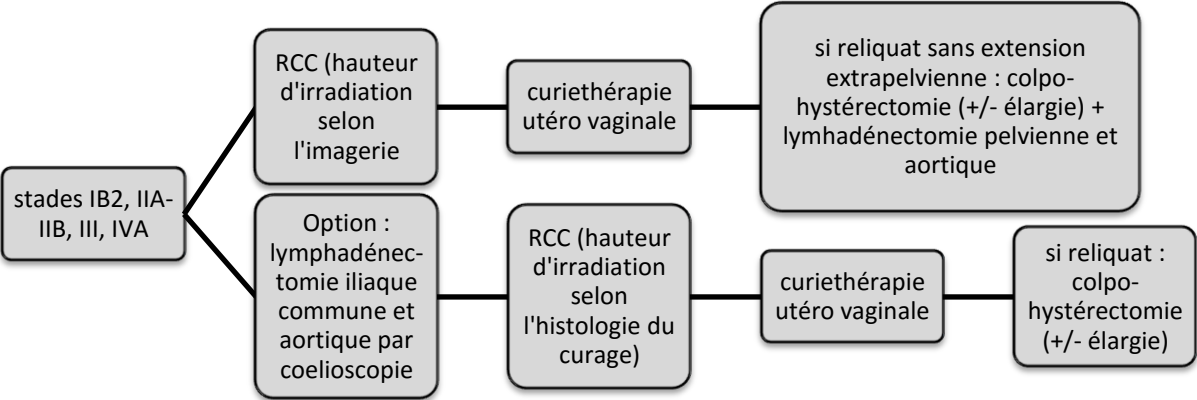 stades IB2, IIA-
IIB, III, IVA
RCC (hauteur
d'irradiation
selon
l'imagerie
curiethérapie
utéro vaginale
si reliquat sans extension
extrapelvienne : colpo-
hystérectomie (+/- élargie) +
lymhadénectomie pelvienne et
aortique
Option :
lymphadénec-
tomie iliaque
commune et
aortique par
coelioscopie
RCC (hauteur
d'irradiation
selon
l'histologie du
curage)
curiethérapie
utéro vaginale
si reliquat :
colpo-
hystérectomie
(+/- élargie)